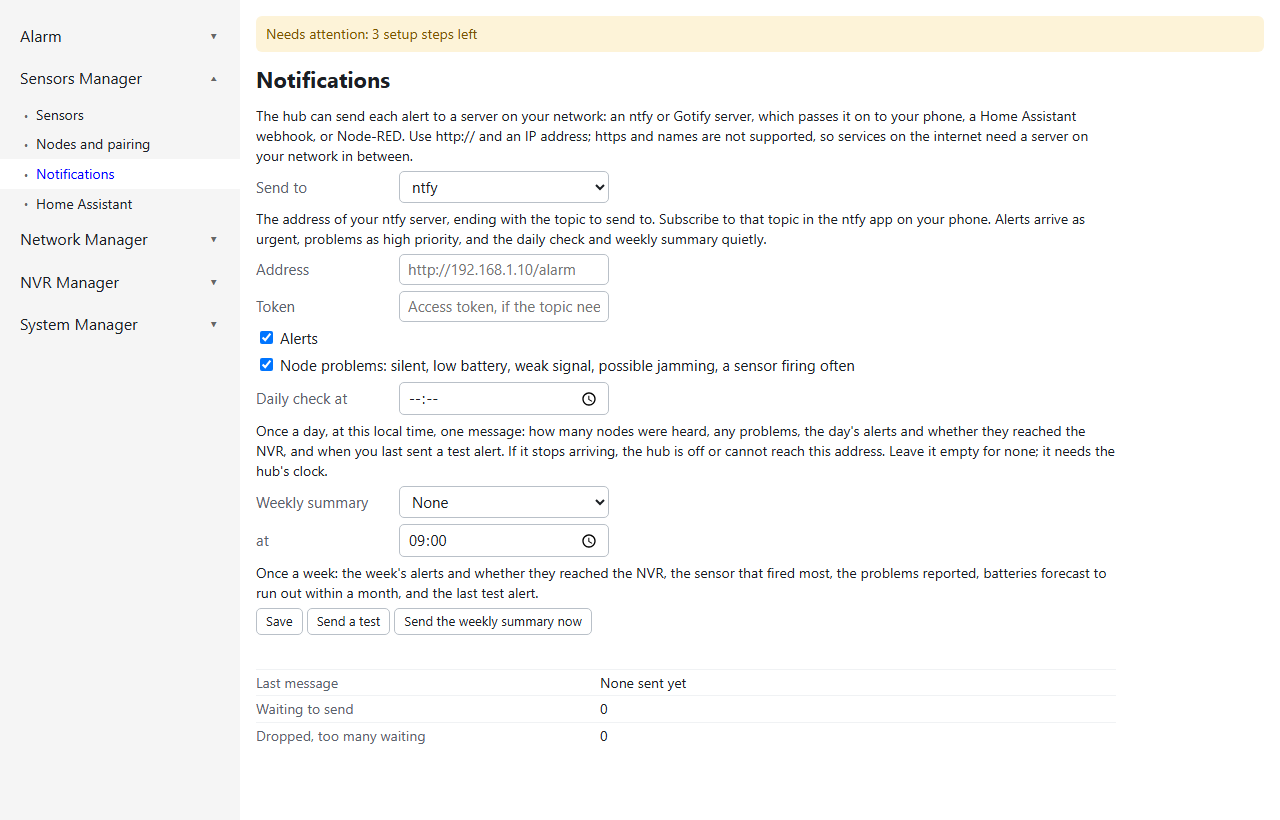 Alarm
Sensors Manager
Sensors
Nodes and pairing
Notifications
Home Assistant
Network Manager
NVR Manager
System Manager
Needs attention: 3 setup steps left
Notifications
The hub can send each alert to a server on your network: an ntfy or Gotify server, which passes it on to your phone, a Home Assistant
webhook, or Node-RED. Use http:// and an IP address; https and names are not supported, so services on the internet need a server on
your network in between.
Send to
ntfy
The address of your ntfy server, ending with the topic to send to. Subscribe to that topic in the ntfy app on your phone. Alerts arrive as
urgent, problems as high priority, and the daily check and weekly summary quietly.
Address
http://192.168.1.10/alarm
Token
Access token, if the topic nee
Alerts
Node problems: silent, low battery, weak signal, possible jamming, a sensor firing often
Daily check at
--:--
Once a day, at this local time, one message: how many nodes were heard, any problems, the day's alerts and whether they reached the
NVR, and when you last sent a test alert. If it stops arriving, the hub is off or cannot reach this address. Leave it empty for none; it needs the
hub's clock.
Weekly summary
None
at
09:00
Once a week: the week's alerts and whether they reached the NVR, the sensor that fired most, the problems reported, batteries forecast to
run out within a month, and the last test alert.
Save
Send a test
Send the weekly summary now
Last message
None sent yet
Waiting to send
0
Dropped, too many waiting
0